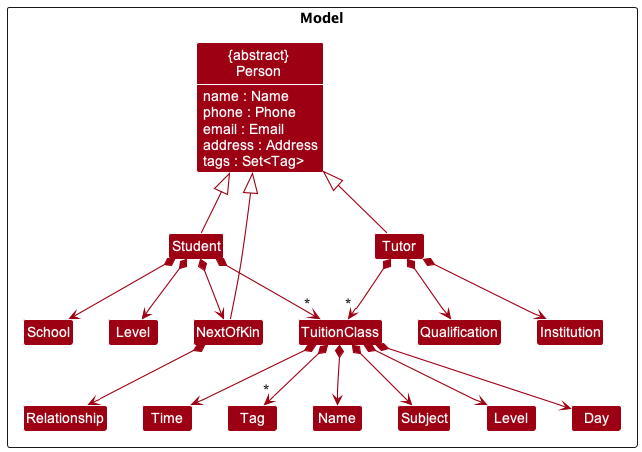 Model
{abstract}
Person
name : Name
phone : Phone
email : Email
address : Address
tags : Set<Tag>
Student
Tutor
*
*
School
Level
NextOfKin
TuitionClass
Qualification
Institution
*
Relationship
Time
Tag
Name
Subject
Level
Day